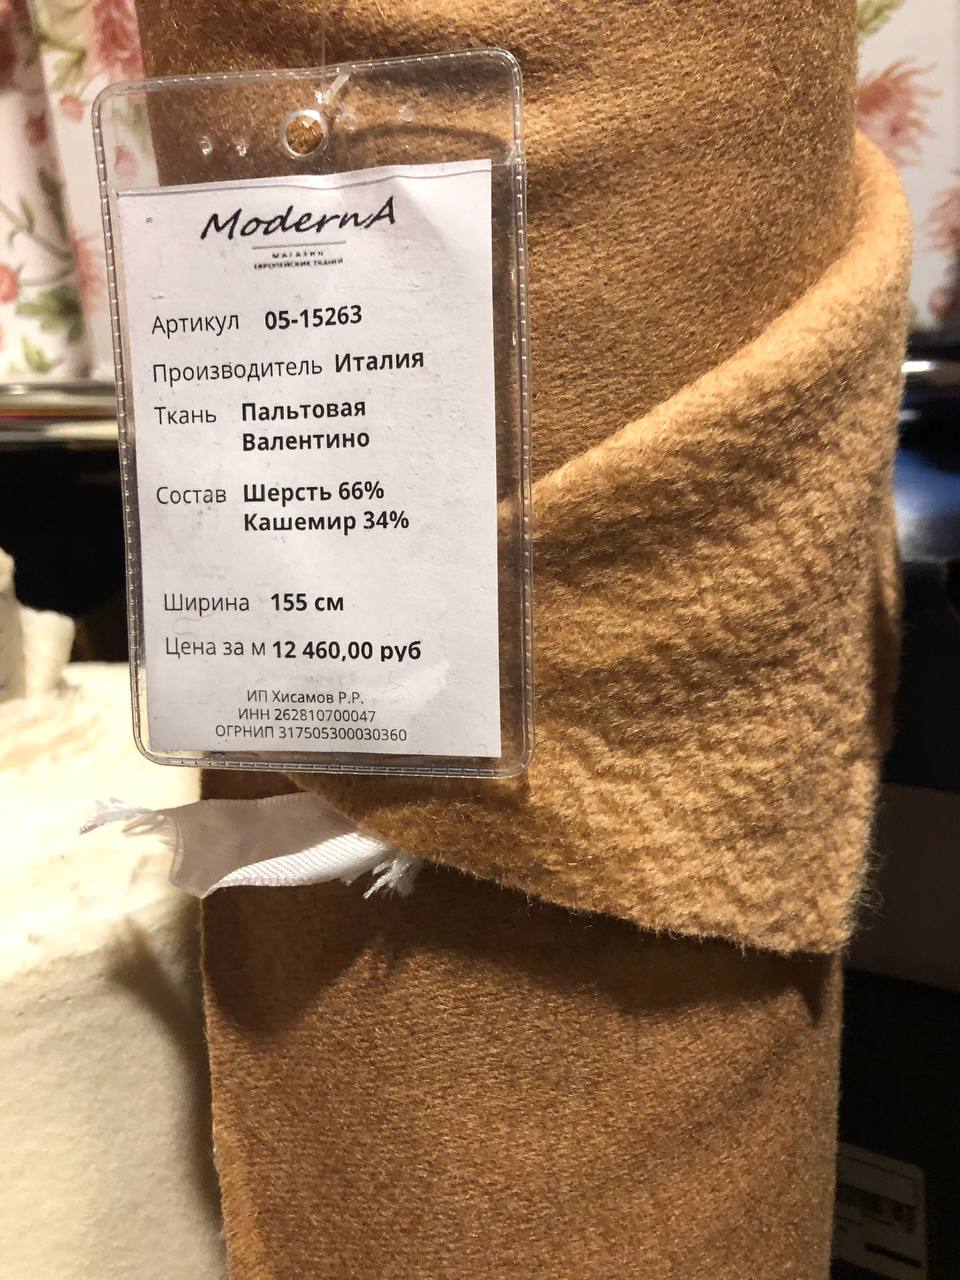 ModernA
МАГАЗИН
ЕВРОПЕЙСКИХ ТКАНЕЙ
Артикул 05-15263
Производитель Италия
Ткань Пальтовая
Валентино
Состав Шерсть 66%
Кашемир 34%
Ширина 155 см
Цена за м 12 460,00 руб
ИП Хисамов Р.Р.
ИНН 262810700047
ОГРНИП 317505300030360